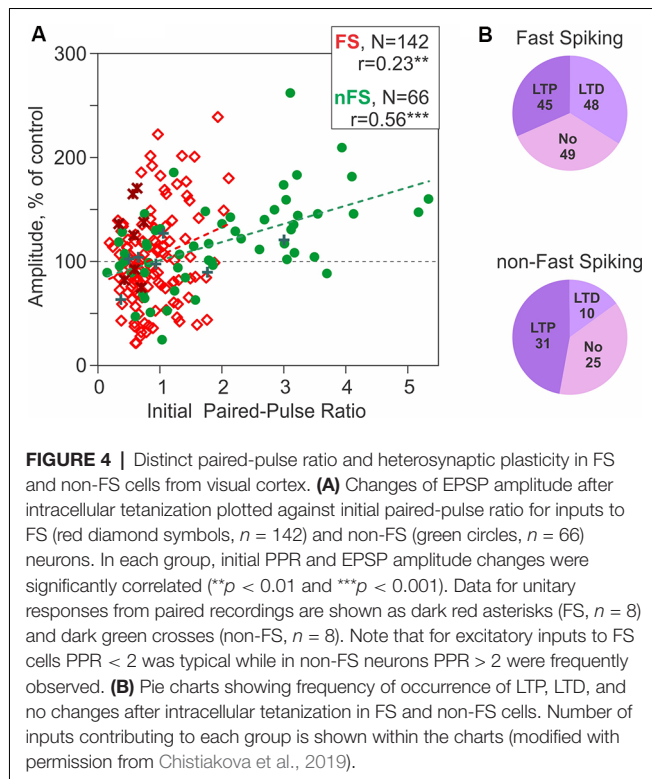 A
FS, N=142
r=0.23**
nFS, N=66
r=0.56***
300
200
100
0
Amplitude, % of control
0 1 2 3 4 5
Initial Paired-Pulse Ratio
B
Fast Spiking
LTP
45
LTD
48
No
49
non-Fast Spiking
LTP
31
LTD
10
No
25
FIGURE 4 | Distinct paired-pulse ratio and heterosynaptic plasticity in FS
and non-FS cells from visual cortex. (A) Changes of EPSP amplitude after
intracellular tetanization plotted against initial paired-pulse ratio for inputs to
FS (red diamond symbols, n = 142) and non-FS (green circles, n = 66)
neurons. In each group, initial PPR and EPSP amplitude changes were
significantly correlated (**p < 0.01 and ***p < 0.001). Data for unitary
responses from paired recordings are shown as dark red asterisks (FS, n = 8)
and dark green crosses (non-FS, n = 8). Note that for excitatory inputs to FS
cells PPR < 2 was typical while in non-FS neurons PPR > 2 were frequently
observed. (B) Pie charts showing frequency of occurrence of LTP, LTD, and
no changes after intracellular tetanization in FS and non-FS cells. Number of
inputs contributing to each group is shown within the charts (modified with
permission from Chistiakova et al., 2019).